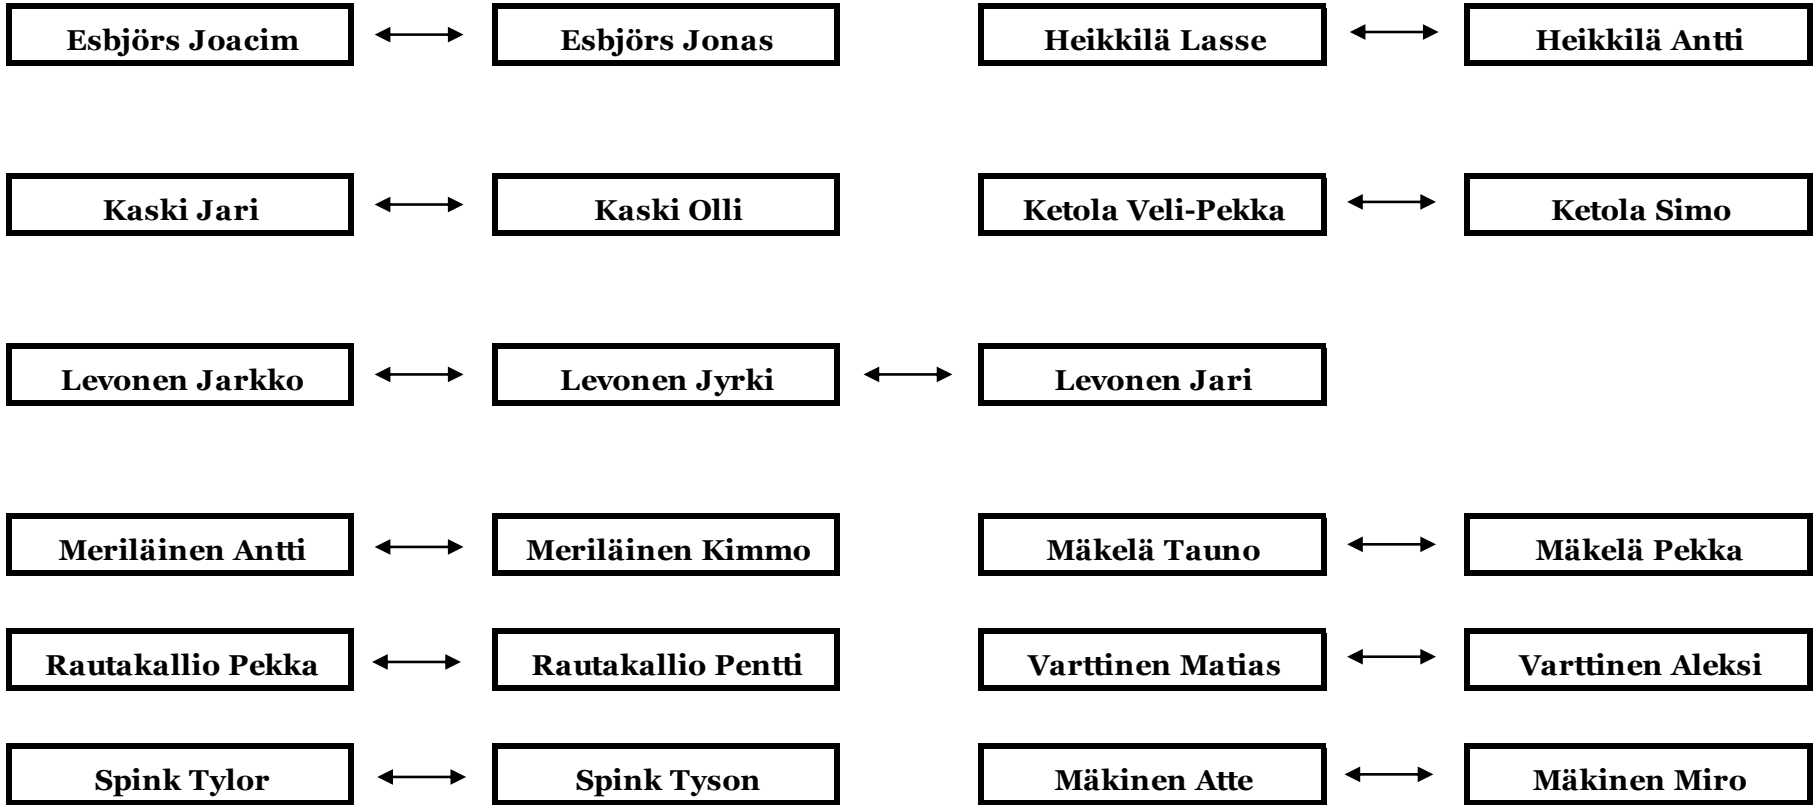 Esbjörs Joacim Esbjörs Jonas Heikkilä Lasse Heikkilä Antti
Kaski Jari Kaski Olli Ketola Veli-Pekka Ketola Simo
Levonen Jarkko Levonen Jyrki Levonen Jari
Meriläinen Antti Meriläinen Kimmo Mäkelä Tauno Mäkelä Pekka
Rautakallio Pekka Rautakallio Pentti Varttinen Matias Varttinen Aleksi
Spink Tylor Spink Tyson Mäkinen Atte Mäkinen Miro